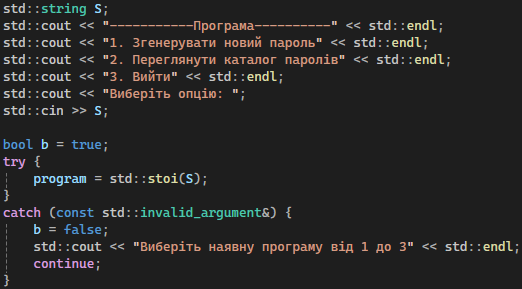 std::string S;
std::cout << "-----------Програма----------" << std::endl;
std::cout << "1. Згенерувати новий пароль" << std::endl;
std::cout << "2. Переглянути каталог паролів" << std::endl;
std::cout << "3. Вийти" << std::endl;
std::cout << "Виберіть опцію: ";
std::cin >> S;
bool b = true;
try {
program = std::stoi(S);
}
catch (const std::invalid_argument&) {
b = false;
std::cout << "Виберіть наявну програму від 1 до 3" << std::endl;
continue;
}